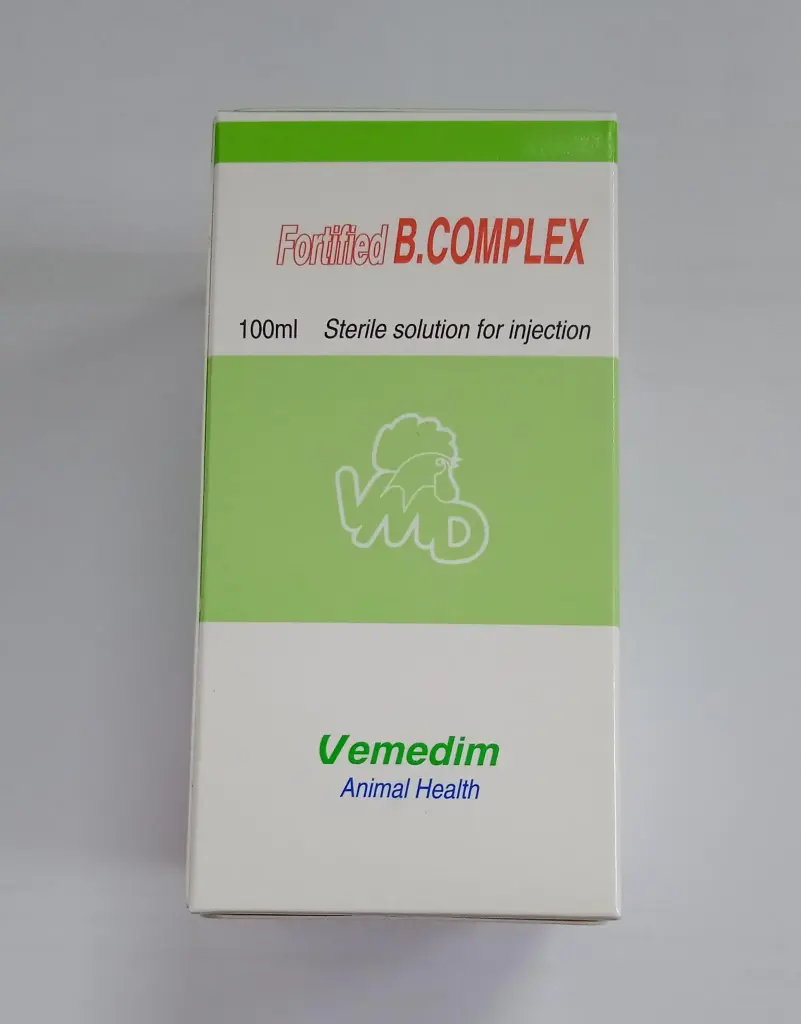 Fortified B.COMPLEX
100ml Sterile solution for injection
VMD
Vemedim
Animal Health